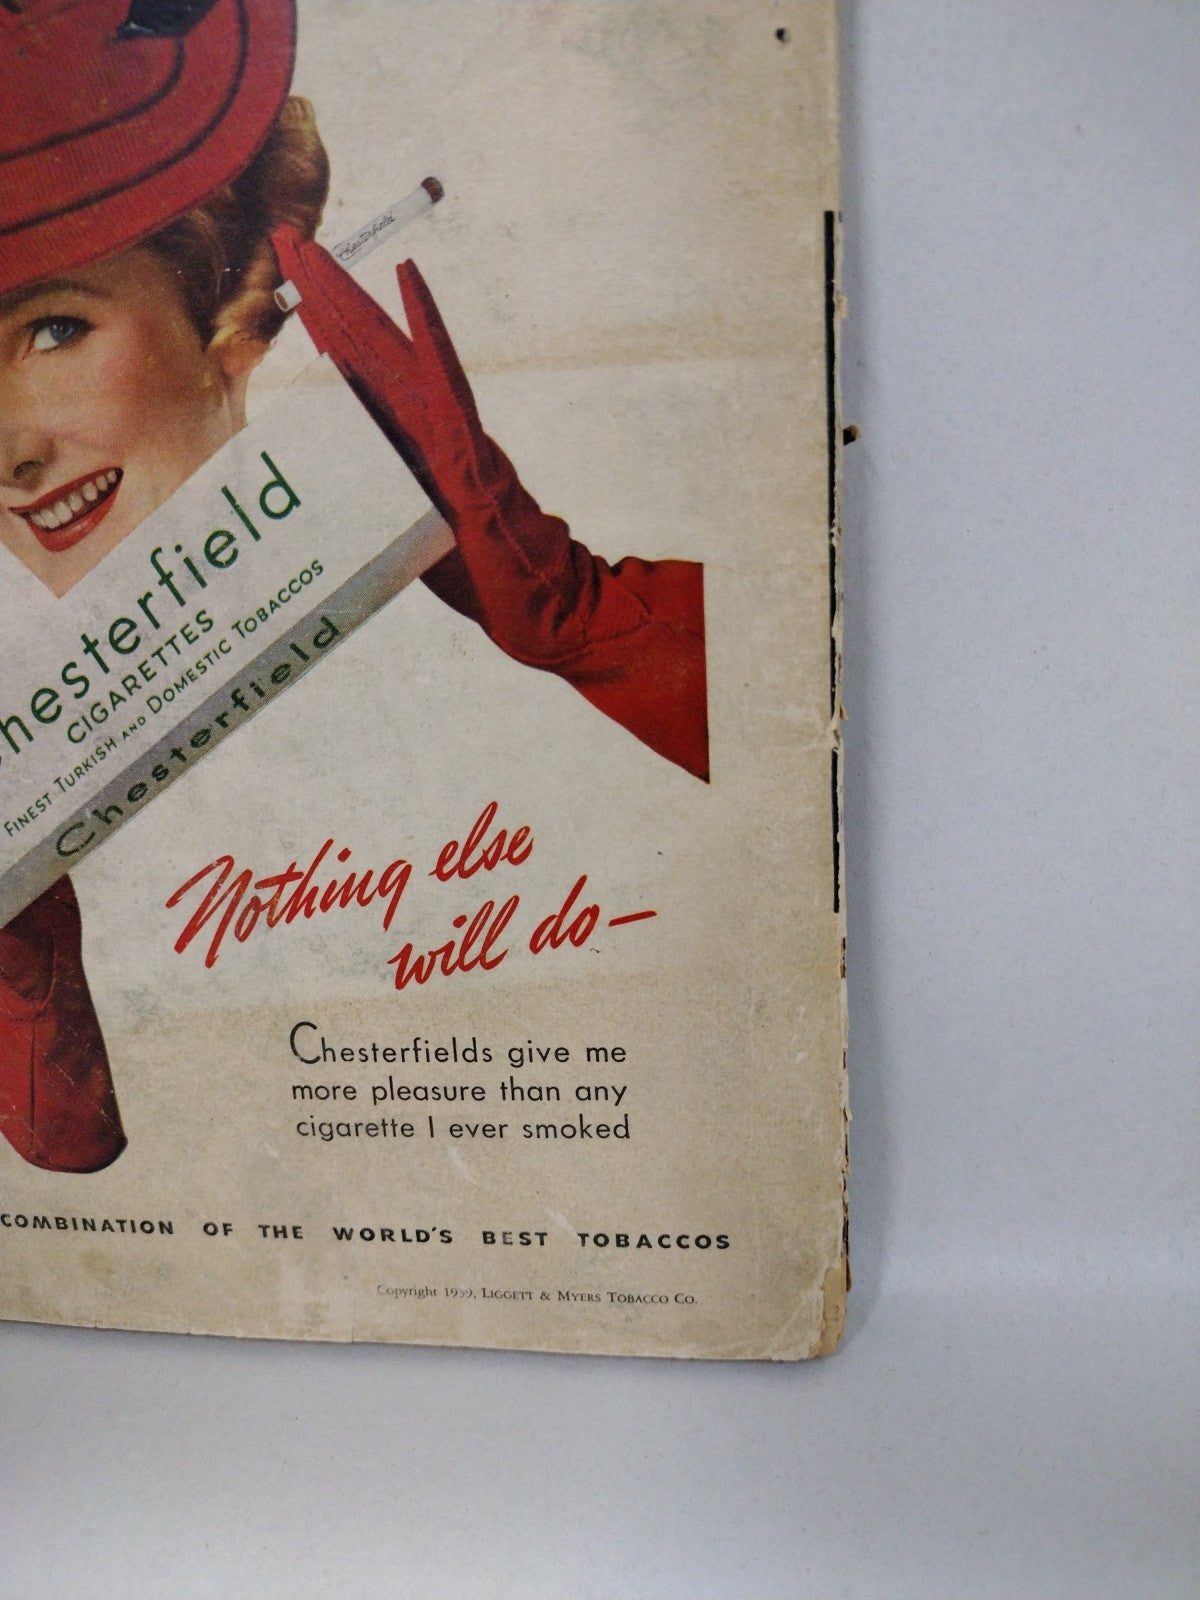 Chesterfield
hesterfield
CIGARETTES
FINEST TURKISH AND DOMESTIC TOBACCOS
Chesterfield
Nothing else
will do—
Chesterfields give me
more pleasure than any
cigarette I ever smoked
COMBINATION OF THE WORLD'S BEST TOBACCOS
Copyright 1939, LIGGETT & MYERS TOBACCO CO.